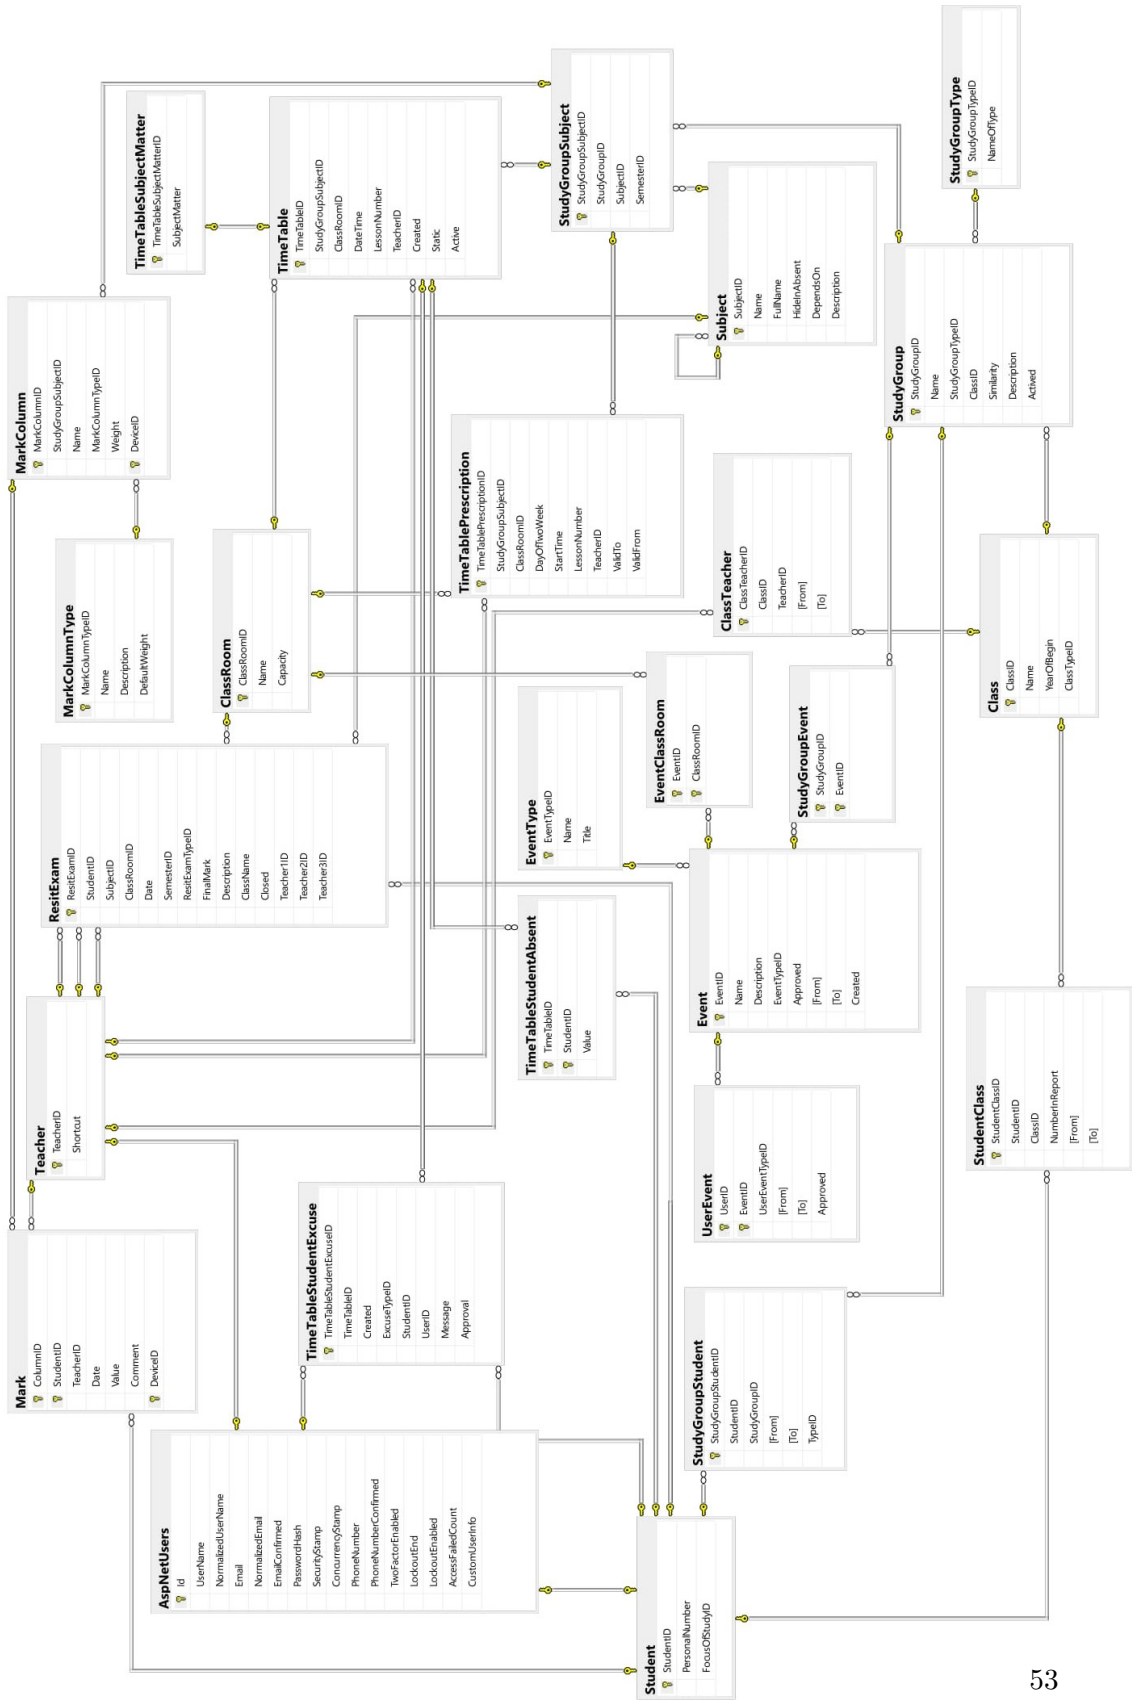 Mark
ColumnID
StudentID
TeacherID
Date
Value
Comment
DeviceID
Teacher
TeacherID
Shortcut
ResitExam
ResitExamID
StudentID
SubjectID
ClassRoomID
Date
SemesterID
ResitExamTypeID
FinalMark
Description
ClassName
Closed
Teacher1ID
Teacher2ID
Teacher3ID
MarkColumnType
MarkColumnTypeID
Name
Description
DefaultWeight
MarkColumn
MarkColumnID
StudyGroupSubjectID
Name
MarkColumnTypeID
Weight
DeviceID
TimeTableSubjectMatter
TimeTableSubjectMatterID
SubjectMatter
AspNetUsers
Id
UserName
NormalizedUserName
Email
NormalizedEmail
EmailConfirmed
PasswordHash
SecurityStamp
ConcurrencyStamp
PhoneNumber
PhoneNumberConfirmed
TwoFactorEnabled
LockoutEnd
LockoutEnabled
AccessFailedCount
CustomUserInfo
TimeTableStudentExcuse
TimeTableStudentExcuseID
TimeTableID
Created
ExcuseTypeID
StudentID
UserID
Message
Approval
ClassRoom
ClassRoomID
Name
Capacity
TimeTable
TimeTableID
StudyGroupSubjectID
ClassRoomID
DateTime
LessonNumber
TeacherID
Created
Static
Active
TimeTableStudentAbsent
TimeTableID
StudentID
Value
EventType
EventTypeID
Name
Title
TimeTablePrescription
TimeTablePrescriptionID
StudyGroupSubjectID
ClassRoomID
DayOfTwoWeek
StartTime
LessonNumber
TeacherID
ValidTo
ValidFrom
StudyGroupSubject
StudyGroupSubjectID
StudyGroupID
SubjectID
SemesterID
Student
StudentID
PersonalNumber
FocusOfStudyID
StudyGroupStudent
StudyGroupStudentID
StudentID
StudyGroupID
[From]
[To]
TypeID
UserEvent
UserID
EventID
UserEventTypeID
[From]
[To]
Approved
Event
EventID
Name
Description
EventTypeID
Approved
[From]
[To]
Created
EventClassRoom
EventID
ClassRoomID
StudyGroupEvent
StudyGroupID
EventID
ClassTeacher
ClassTeacherID
ClassID
TeacherID
[From]
[To]
Subject
SubjectID
Name
FullName
HideInAbsent
DependsOn
Description
StudentClass
StudentClassID
StudentID
ClassID
NumberInReport
[From]
[To]
Class
ClassID
Name
YearOfBegin
ClassTypeID
StudyGroup
StudyGroupID
Name
StudyGroupTypeID
ClassID
Similarity
Description
Actived
StudyGroupType
StudyGroupTypeID
NameOfType
53